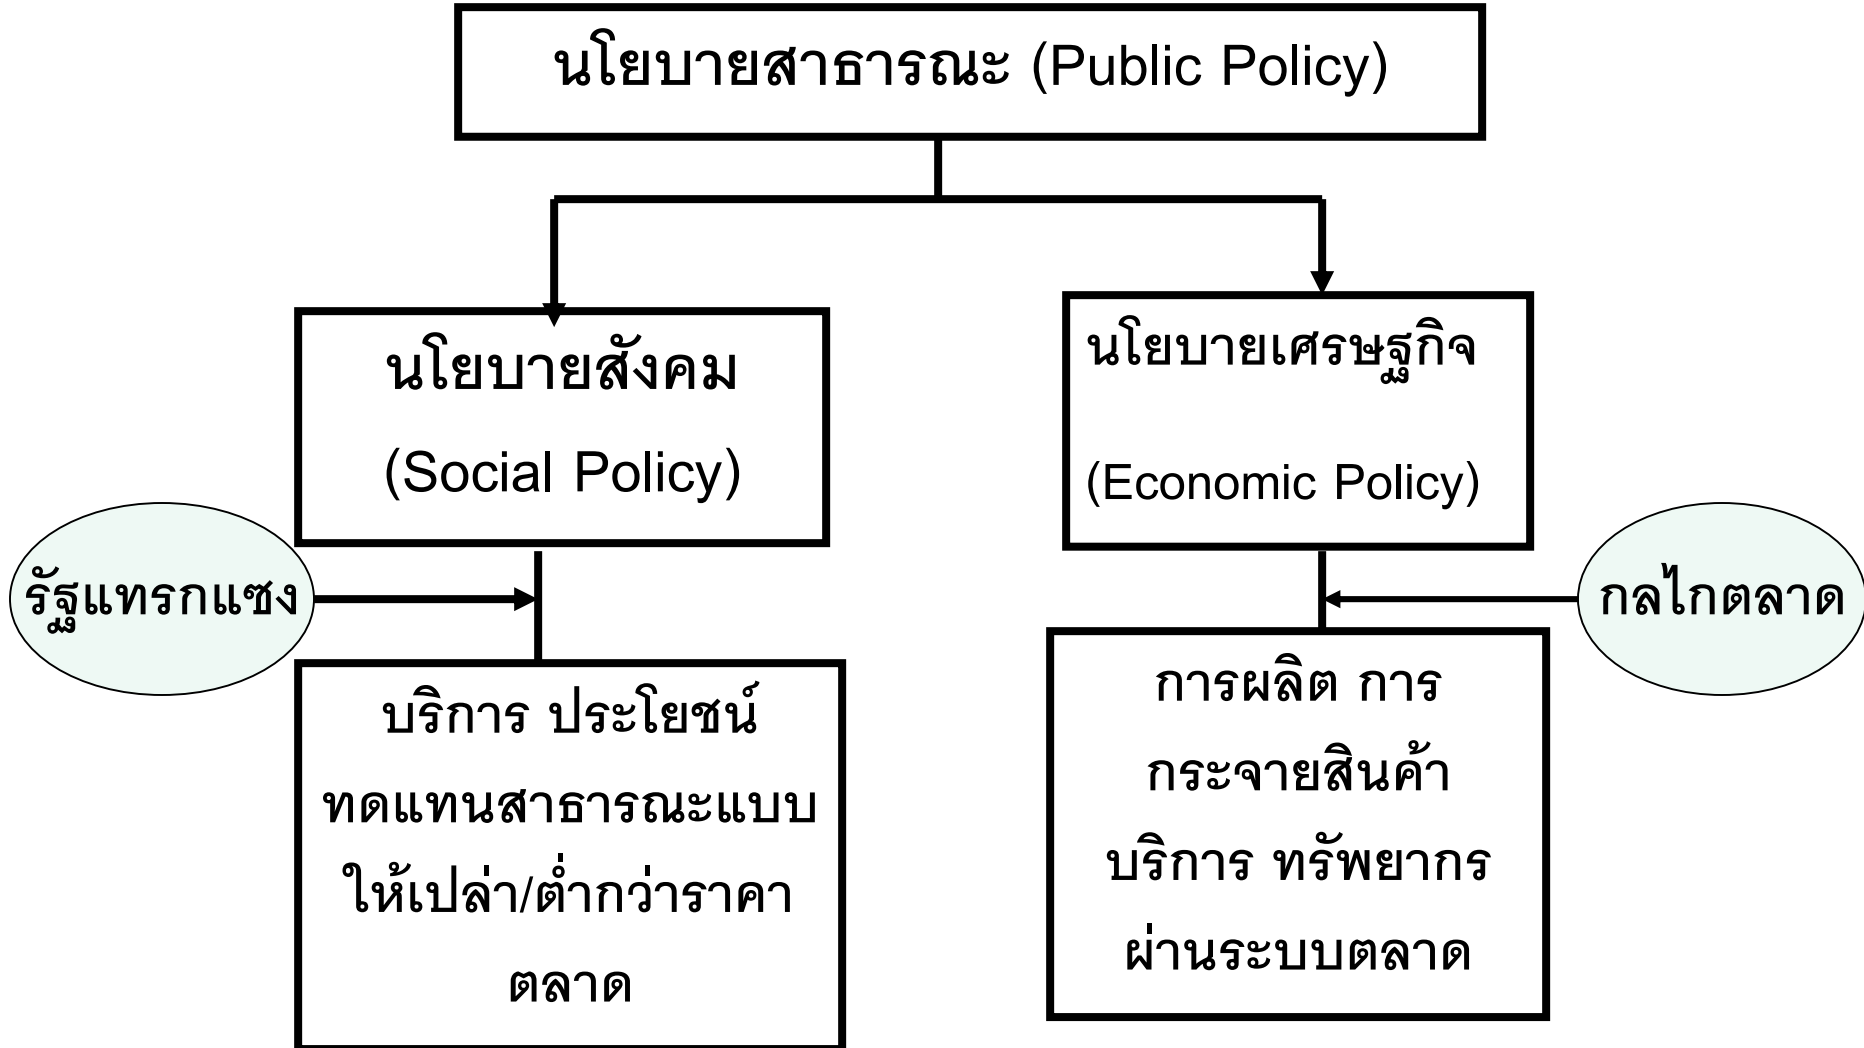 นโยบายสาธารณะ (Public Policy)
นโยบายสังคม
(Social Policy)
นโยบายเศรษฐกิจ
(Economic Policy)
รัฐแทรกแซง
กลไกตลาด
บริการ ประโยชน์
ทดแทนสาธารณะแบบ
ให้เปล่า/ต่ำกว่าราคา
ตลาด
การผลิต การ
กระจายสินค้า
บริการ ทรัพยากร
ผ่านระบบตลาด